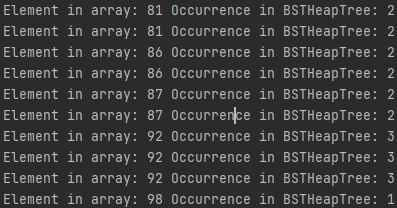 Element in array: 81 Occurrence in BSTHeapTree: 2
Element in array: 81 Occurrence in BSTHeapTree: 2
Element in array: 86 Occurrence in BSTHeapTree: 2
Element in array: 86 Occurrence in BSTHeapTree: 2
Element in array: 87 Occurrence in BSTHeapTree: 2
Element in array: 87 Occurrence in BSTHeapTree: 2
Element in array: 92 Occurrence in BSTHeapTree: 3
Element in array: 92 Occurrence in BSTHeapTree: 3
Element in array: 92 Occurrence in BSTHeapTree: 3
Element in array: 98 Occurrence in BSTHeapTree: 1